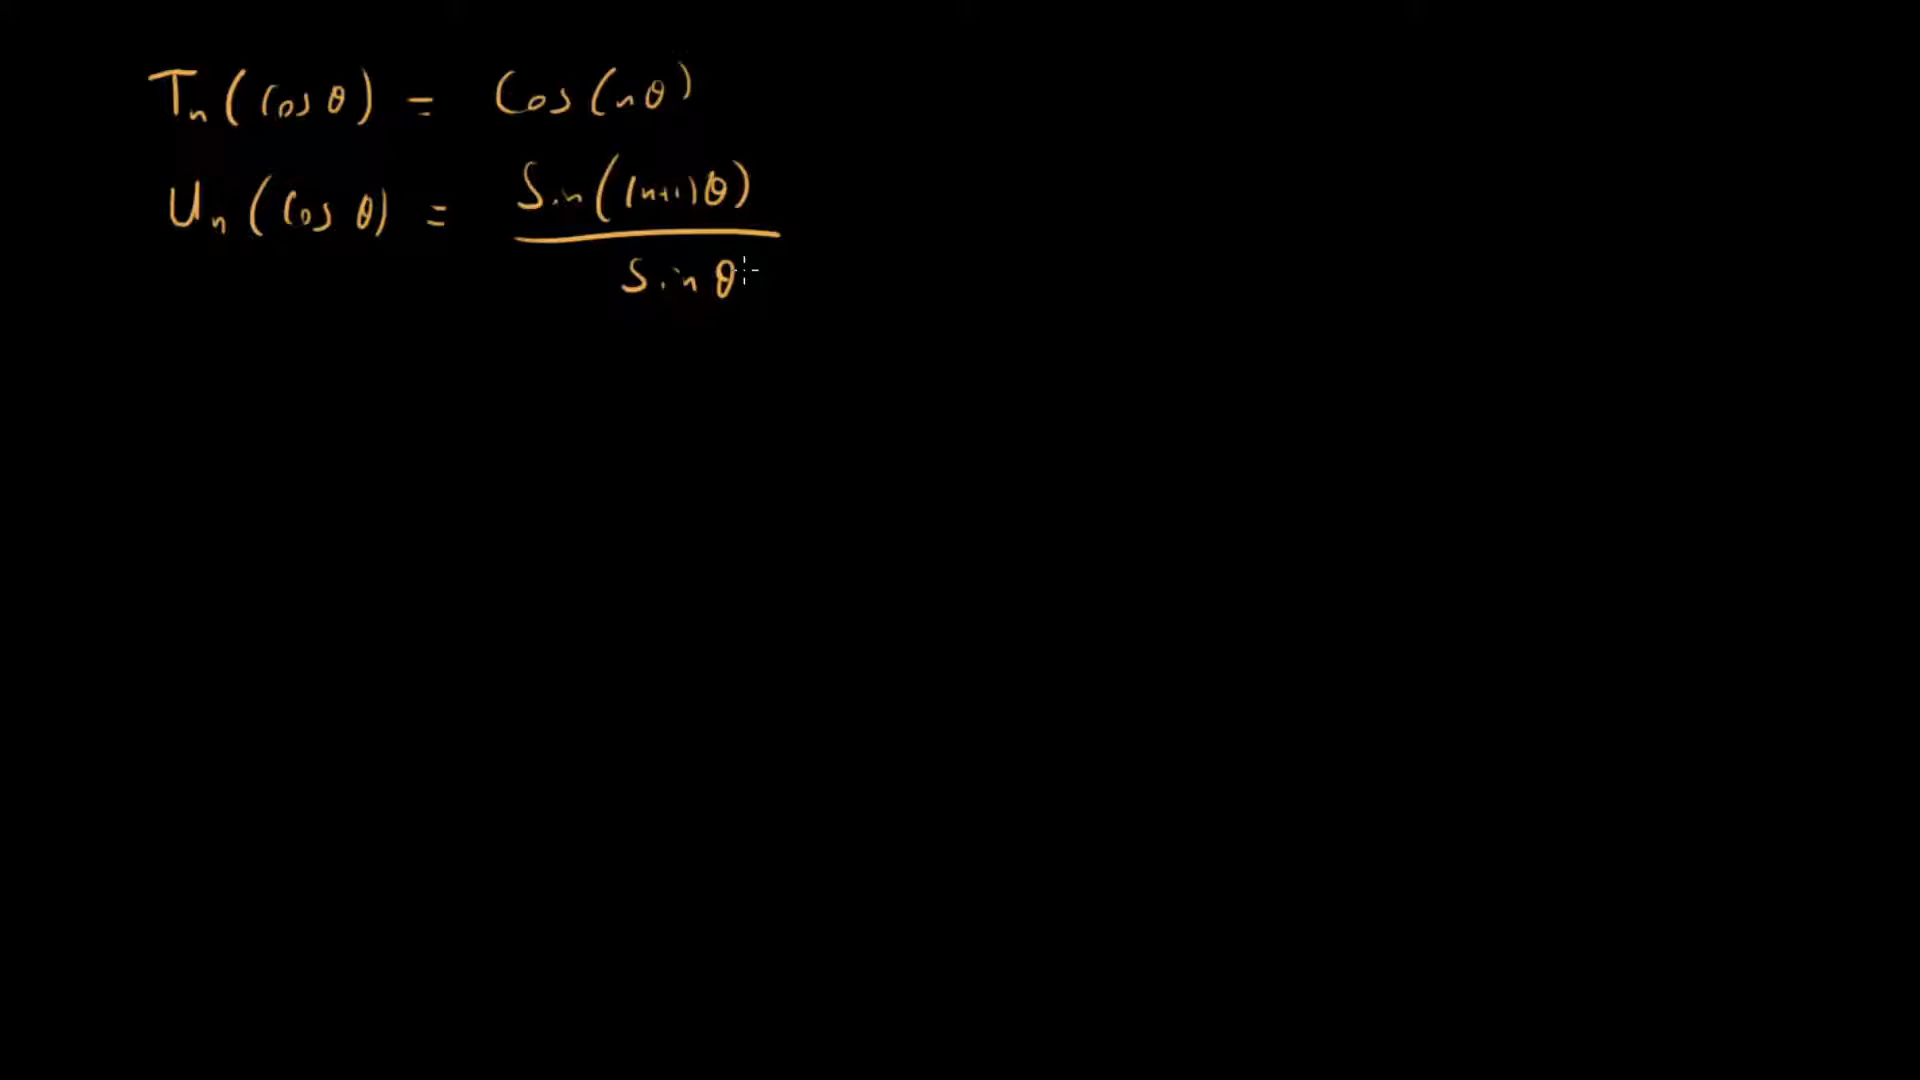 Tn(Cos θ) = Cos(nθ)
Un(Cos θ) = Sin((n+1)θ)
Sin θ